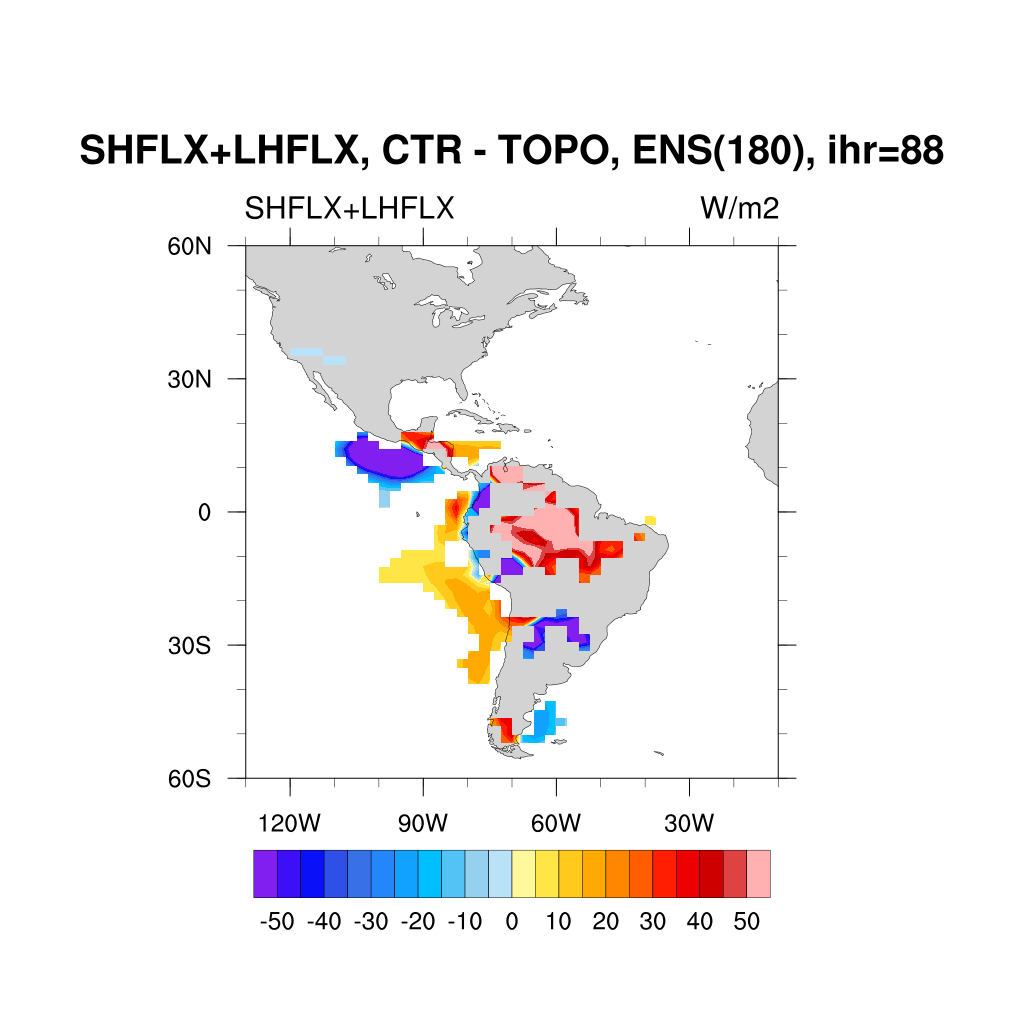 SHFLX+LHFLX, CTR - TOPO, ENS(180), ihr=88
SHFLX+LHFLX W/m2
60N
30N
0
30S
60S
120W 90W 60W 30W
-50 -40 -30 -20 -10 0 10 20 30 40 50